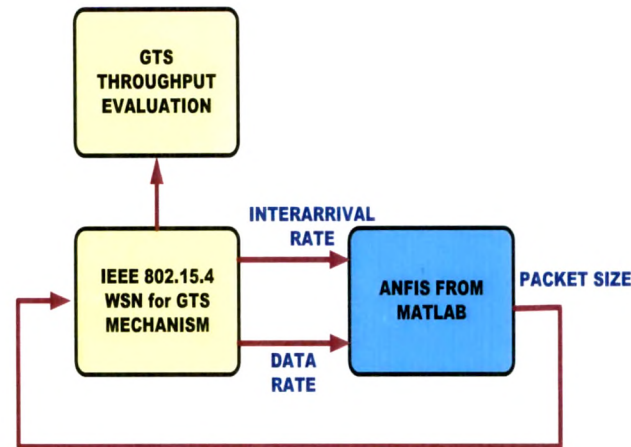 GTS
THROUGHPUT
EVALUATION
INTERARRIVAL
RATE
IEEE 802.15.4
WSN for GTS
MECHANISM
ANFIS FROM
MATLAB
PACKET SIZE
DATA
RATE